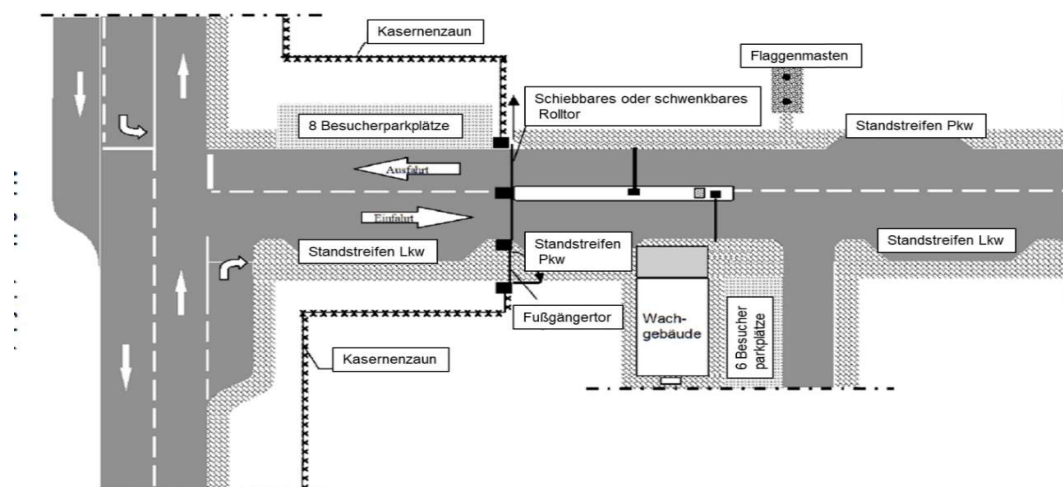 Kasernenzaun
Flaggenmasten
Schiebbares oder schwenkbares
Rolltor
8 Besucherparkplätze
Standstreifen Pkw
Ausfahrt
Einfahrt
Standstreifen Lkw
Standstreifen
Pkw
Standstreifen Lkw
Fußgängertor
Wach-
gebäude
6 Besucher
parkplätze
Kasernenzaun